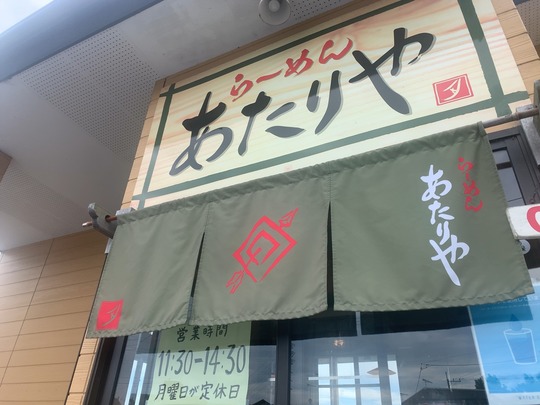 らーめん
あたりや
らーめん
あたりや
営業時間
11:30-14:30
月曜日が定休日